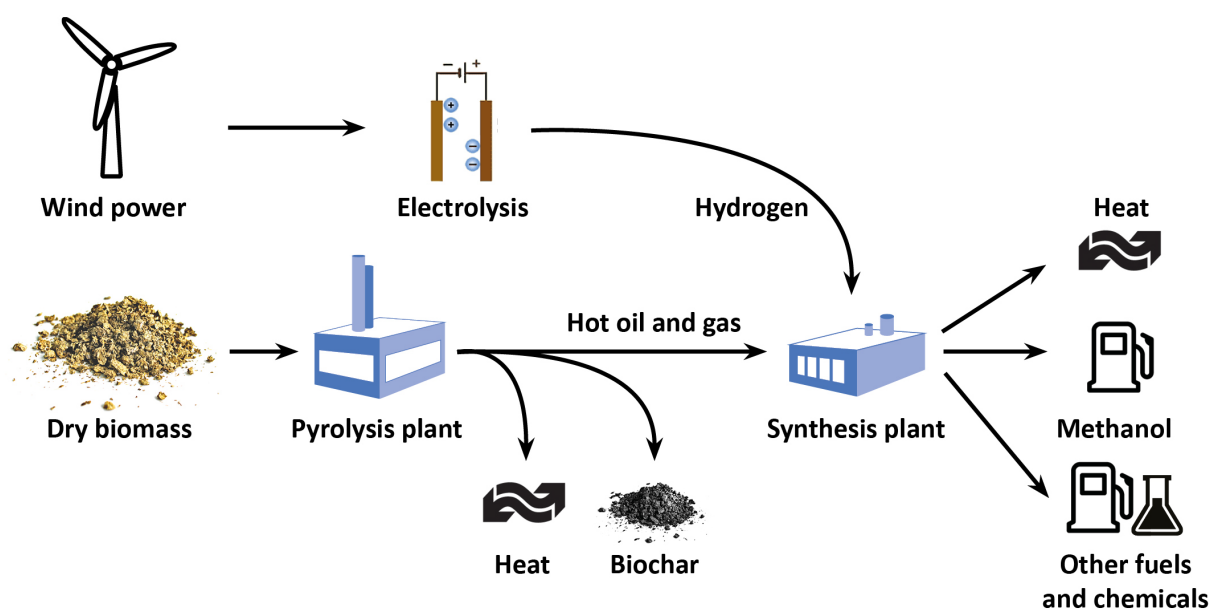 − +
+
+
−
−
Wind power
Electrolysis
Hydrogen
Heat
Hot oil and gas
Dry biomass
Pyrolysis plant
Synthesis plant
Methanol
Heat
Biochar
Other fuels
and chemicals